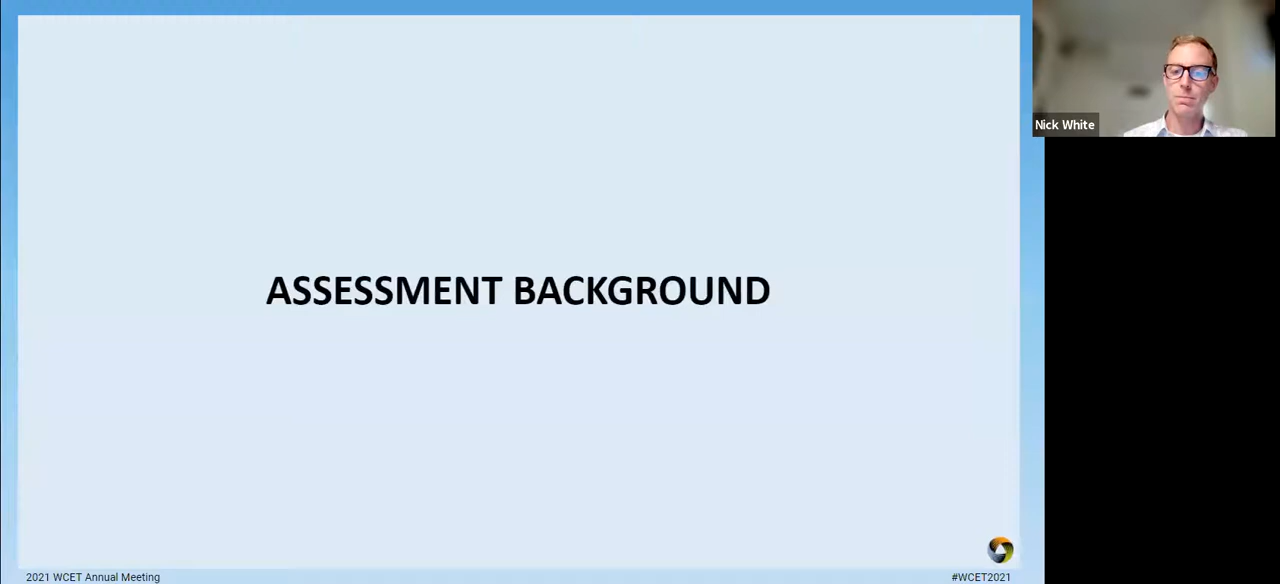 ASSESSMENT BACKGROUND
Nick White
2021 WCET Annual Meeting
#WCET2021